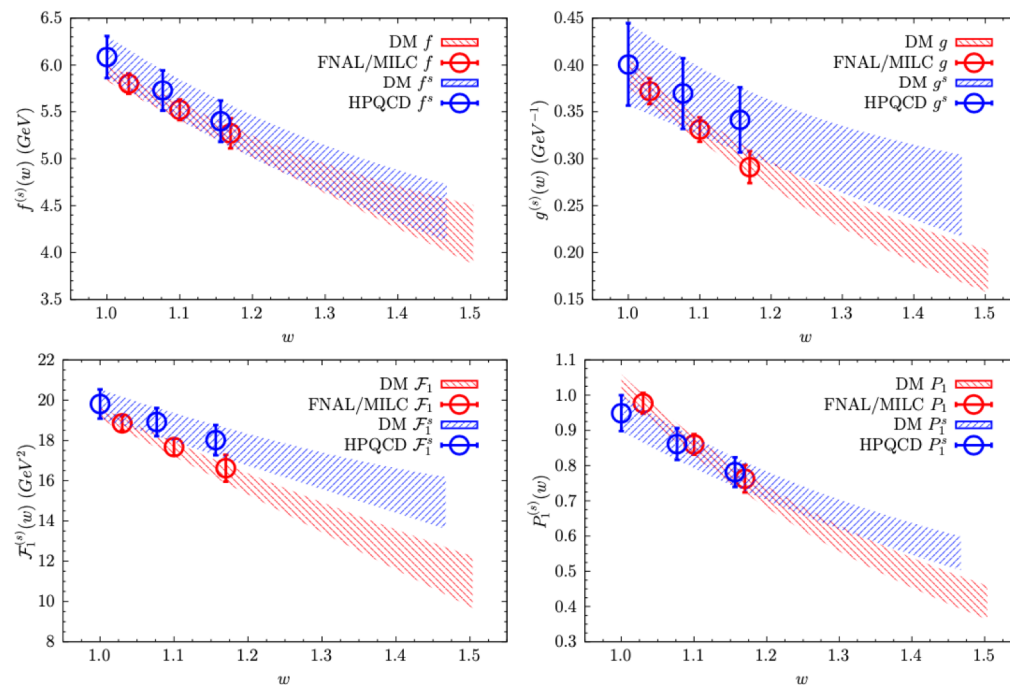 6.5
6.0
5.5
5.0
4.5
4.0
3.5
f^{(s)}(w) (GeV)
DM f
FNAL/MILC f
DM f^s
HPQCD f^s
1.0 1.1 1.2 1.3 1.4 1.5
w
0.45
0.40
0.35
0.30
0.25
0.20
0.15
g^{(s)}(w) (GeV^{-1})
DM g
FNAL/MILC g
DM g^s
HPQCD g^s
1.0 1.1 1.2 1.3 1.4 1.5
w
22
20
18
16
14
12
10
8
ℱ_1^{(s)}(w) (GeV^2)
DM ℱ_1
FNAL/MILC ℱ_1
DM ℱ_1^s
HPQCD ℱ_1^s
1.0 1.1 1.2 1.3 1.4 1.5
w
1.1
1.0
0.9
0.8
0.7
0.6
0.5
0.4
0.3
P_1^{(s)}(w)
DM P_1
FNAL/MILC P_1
DM P_1^s
HPQCD P_1^s
1.0 1.1 1.2 1.3 1.4 1.5
w